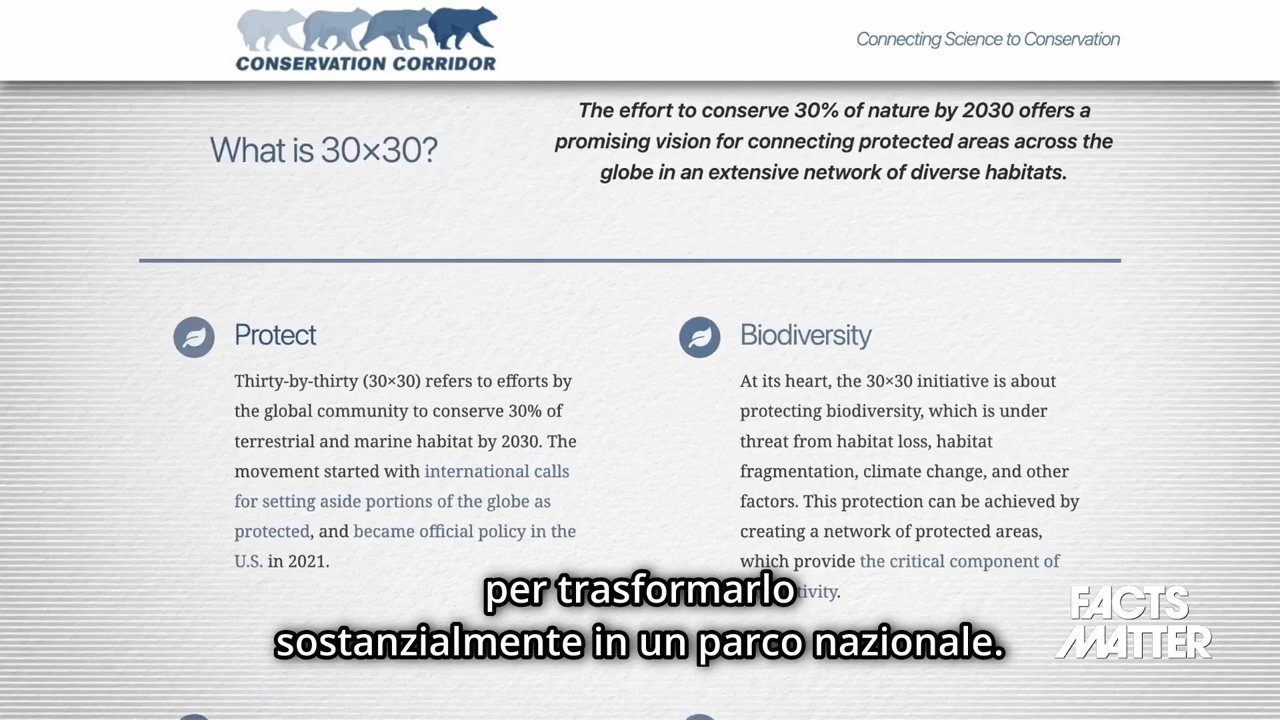 CONSERVATION CORRIDOR
Connecting Science to Conservation
What is 30×30?
The effort to conserve 30% of nature by 2030 offers a
promising vision for connecting protected areas across the
globe in an extensive network of diverse habitats.
Protect
Thirty-by-thirty (30×30) refers to efforts by
the global community to conserve 30% of
terrestrial and marine habitat by 2030. The
movement started with international calls
for setting aside portions of the globe as
protected, and became official policy in the
U.S. in 2021.
Biodiversity
At its heart, the 30×30 initiative is about
protecting biodiversity, which is under
threat from habitat loss, habitat
fragmentation, climate change, and other
factors. This protection can be achieved by
creating a network of protected areas,
which provide the critical component of
per trasformarlo
sostanzialmente in un parco nazionale.
FACTS
MATTER